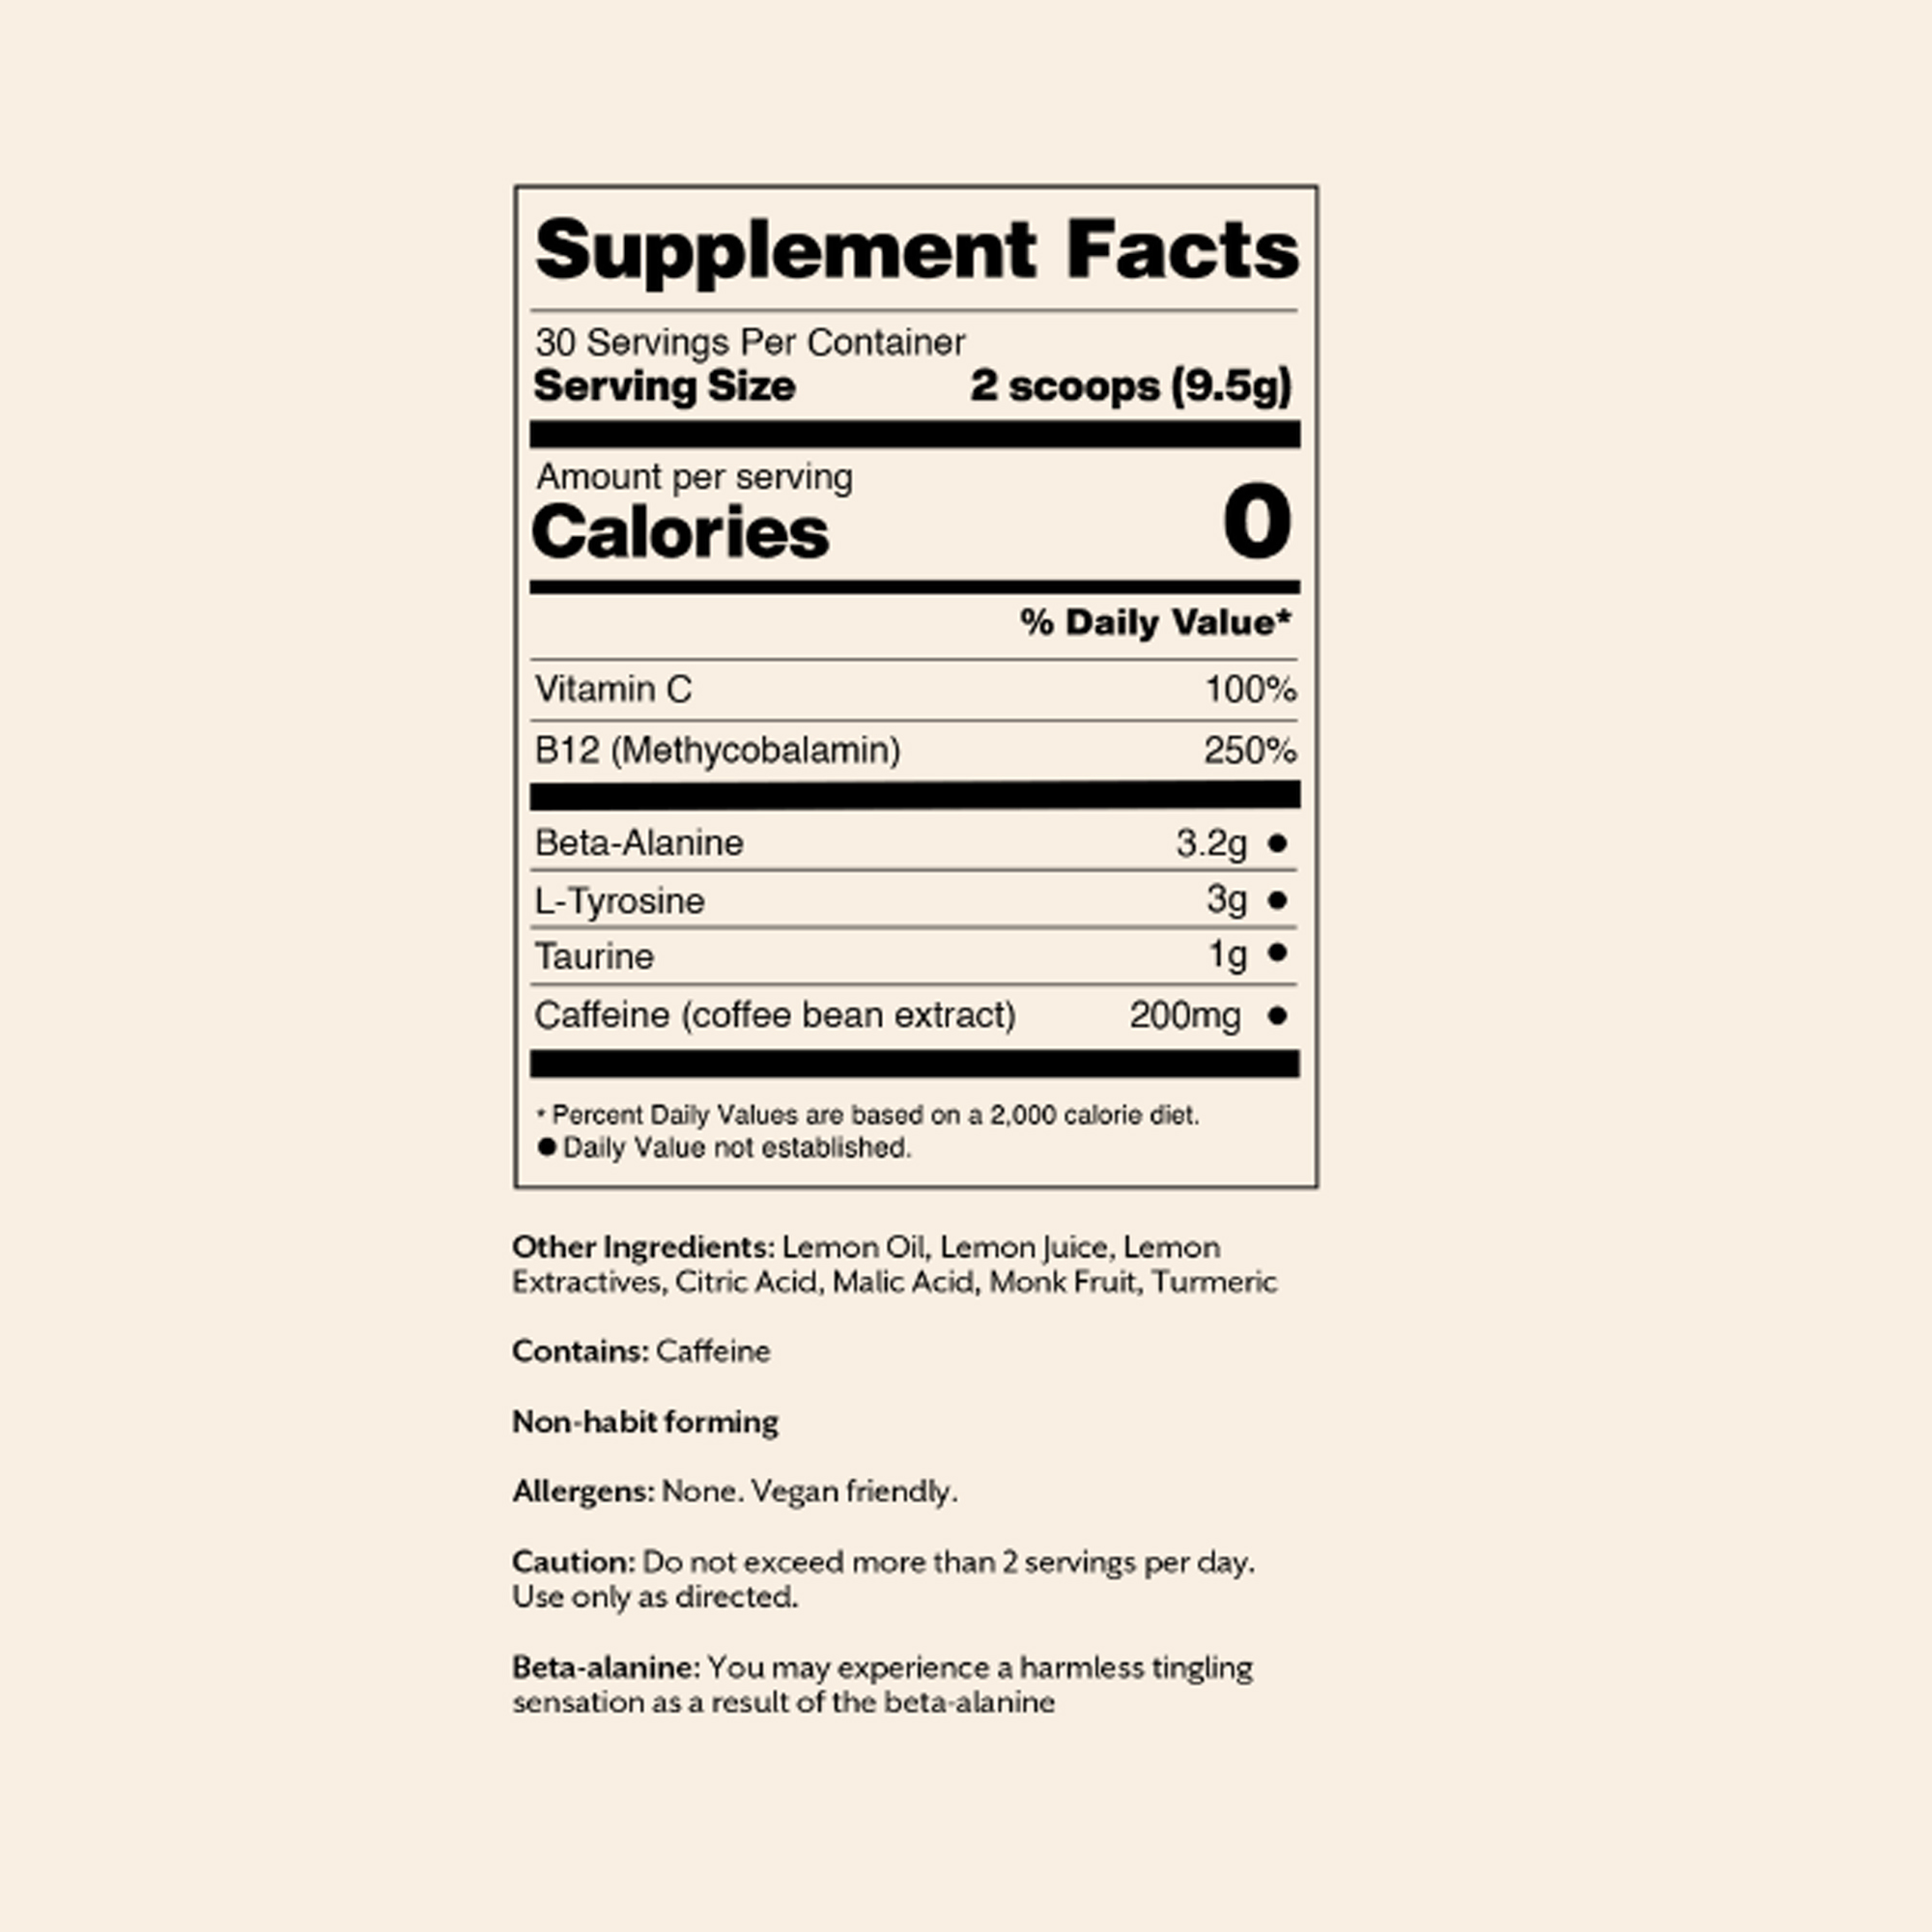 Supplement Facts
30 Servings Per Container
Serving Size 2 scoops (9.5g)
Amount per serving
Calories 0
% Daily Value*
Vitamin C 100%
B12 (Methycobalamin) 250%
Beta-Alanine 3.2g ●
L-Tyrosine 3g ●
Taurine 1g ●
Caffeine (coffee bean extract) 200mg ●
* Percent Daily Values are based on a 2,000 calorie diet.
● Daily Value not established.
Other Ingredients: Lemon Oil, Lemon Juice, Lemon
Extractives, Citric Acid, Malic Acid, Monk Fruit, Turmeric
Contains: Caffeine
Non-habit forming
Allergens: None. Vegan friendly.
Caution: Do not exceed more than 2 servings per day.
Use only as directed.
Beta-alanine: You may experience a harmless tingling
sensation as a result of the beta-alanine